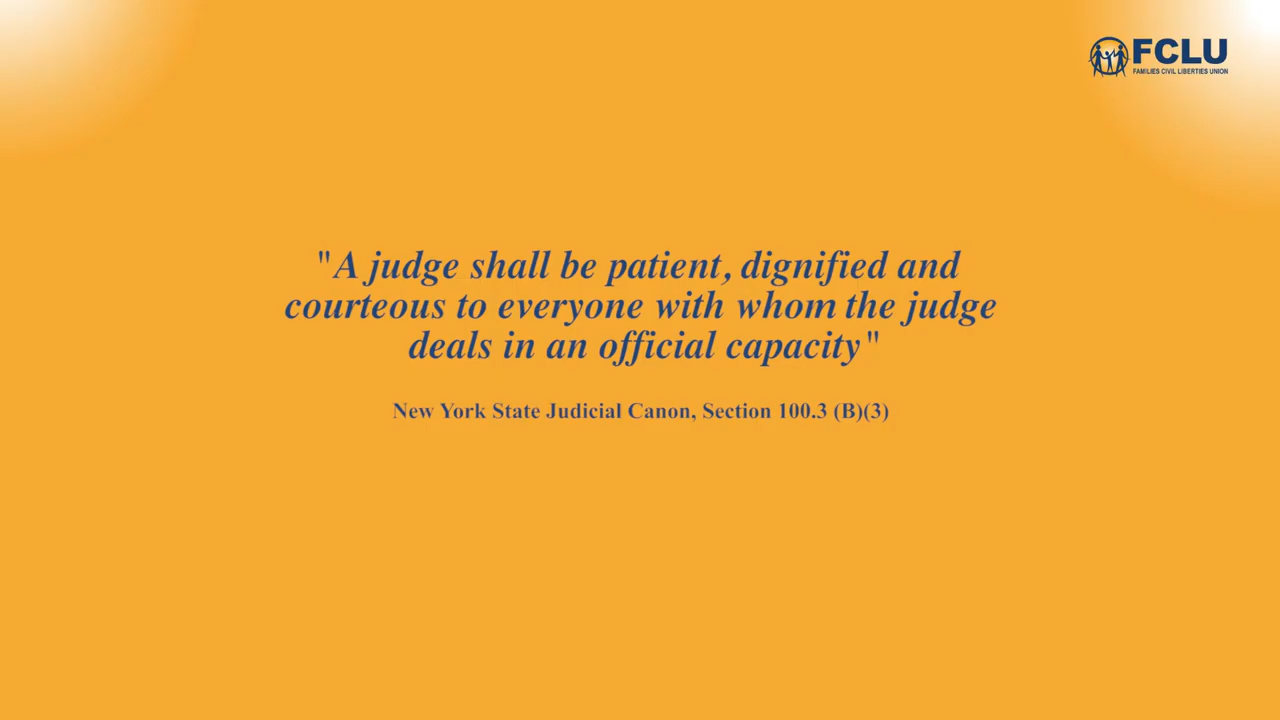 FCLU
FAMILIES CIVIL LIBERTIES UNION
"A judge shall be patient, dignified and
courteous to everyone with whom the judge
deals in an official capacity"
New York State Judicial Canon, Section 100.3 (B)(3)